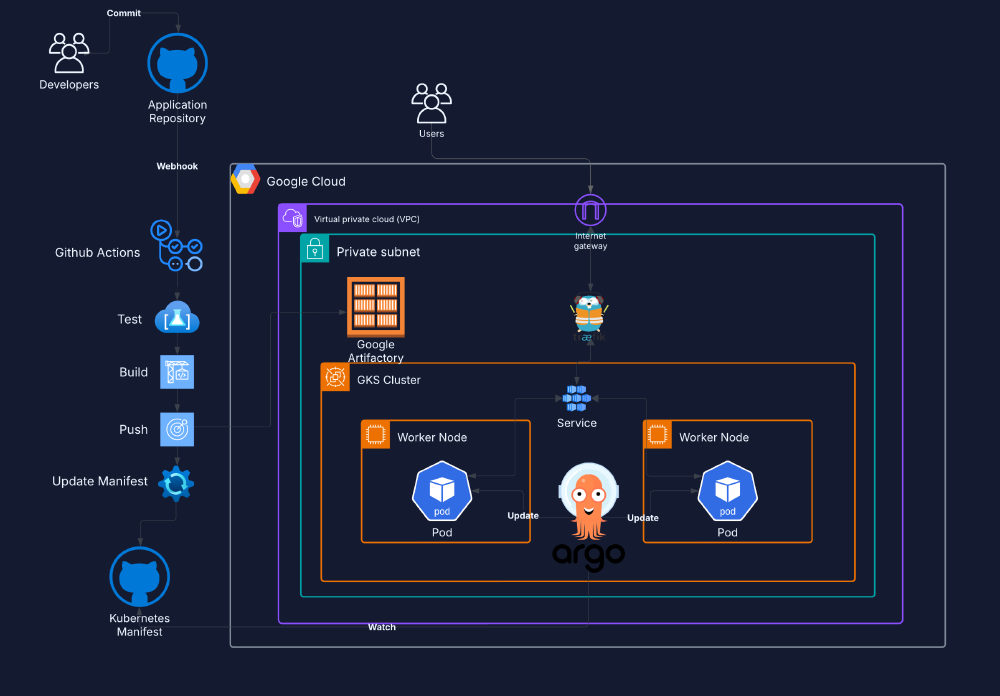 Commit
Developers
Application
Repository
Webhook
Users
Google Cloud
Virtual private cloud (VPC)
Internet
gateway
Private subnet
Github Actions
Test
Google
Artifactory
Build
GKS Cluster
Service
Push
Worker Node
Worker Node
Update Manifest
pod
pod
Update
Update
Pod
Pod
argo
Kubernetes
Manifest
Watch